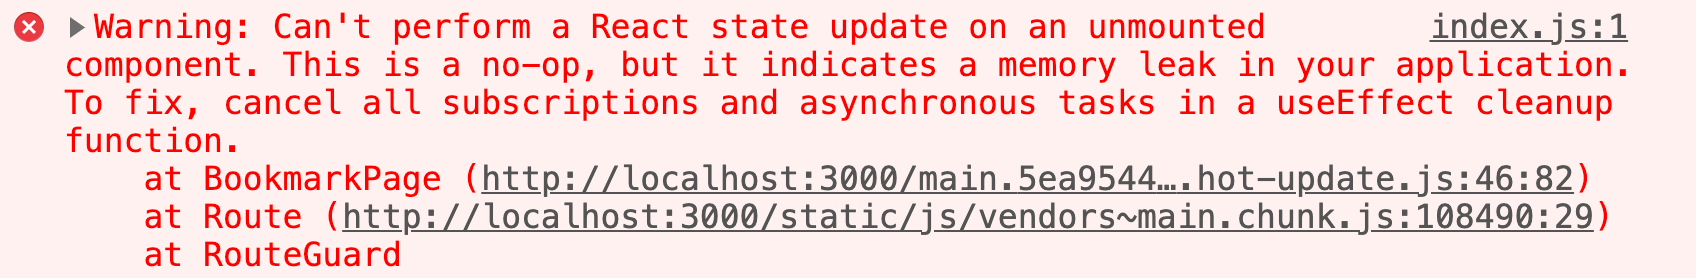 Warning: Can't perform a React state update on an unmounted index.js:1
component. This is a no-op, but it indicates a memory leak in your application.
To fix, cancel all subscriptions and asynchronous tasks in a useEffect cleanup
function.
at BookmarkPage (http://localhost:3000/main.5ea9544….hot-update.js:46:82)
at Route (http://localhost:3000/static/js/vendors~main.chunk.js:108490:29)
at RouteGuard